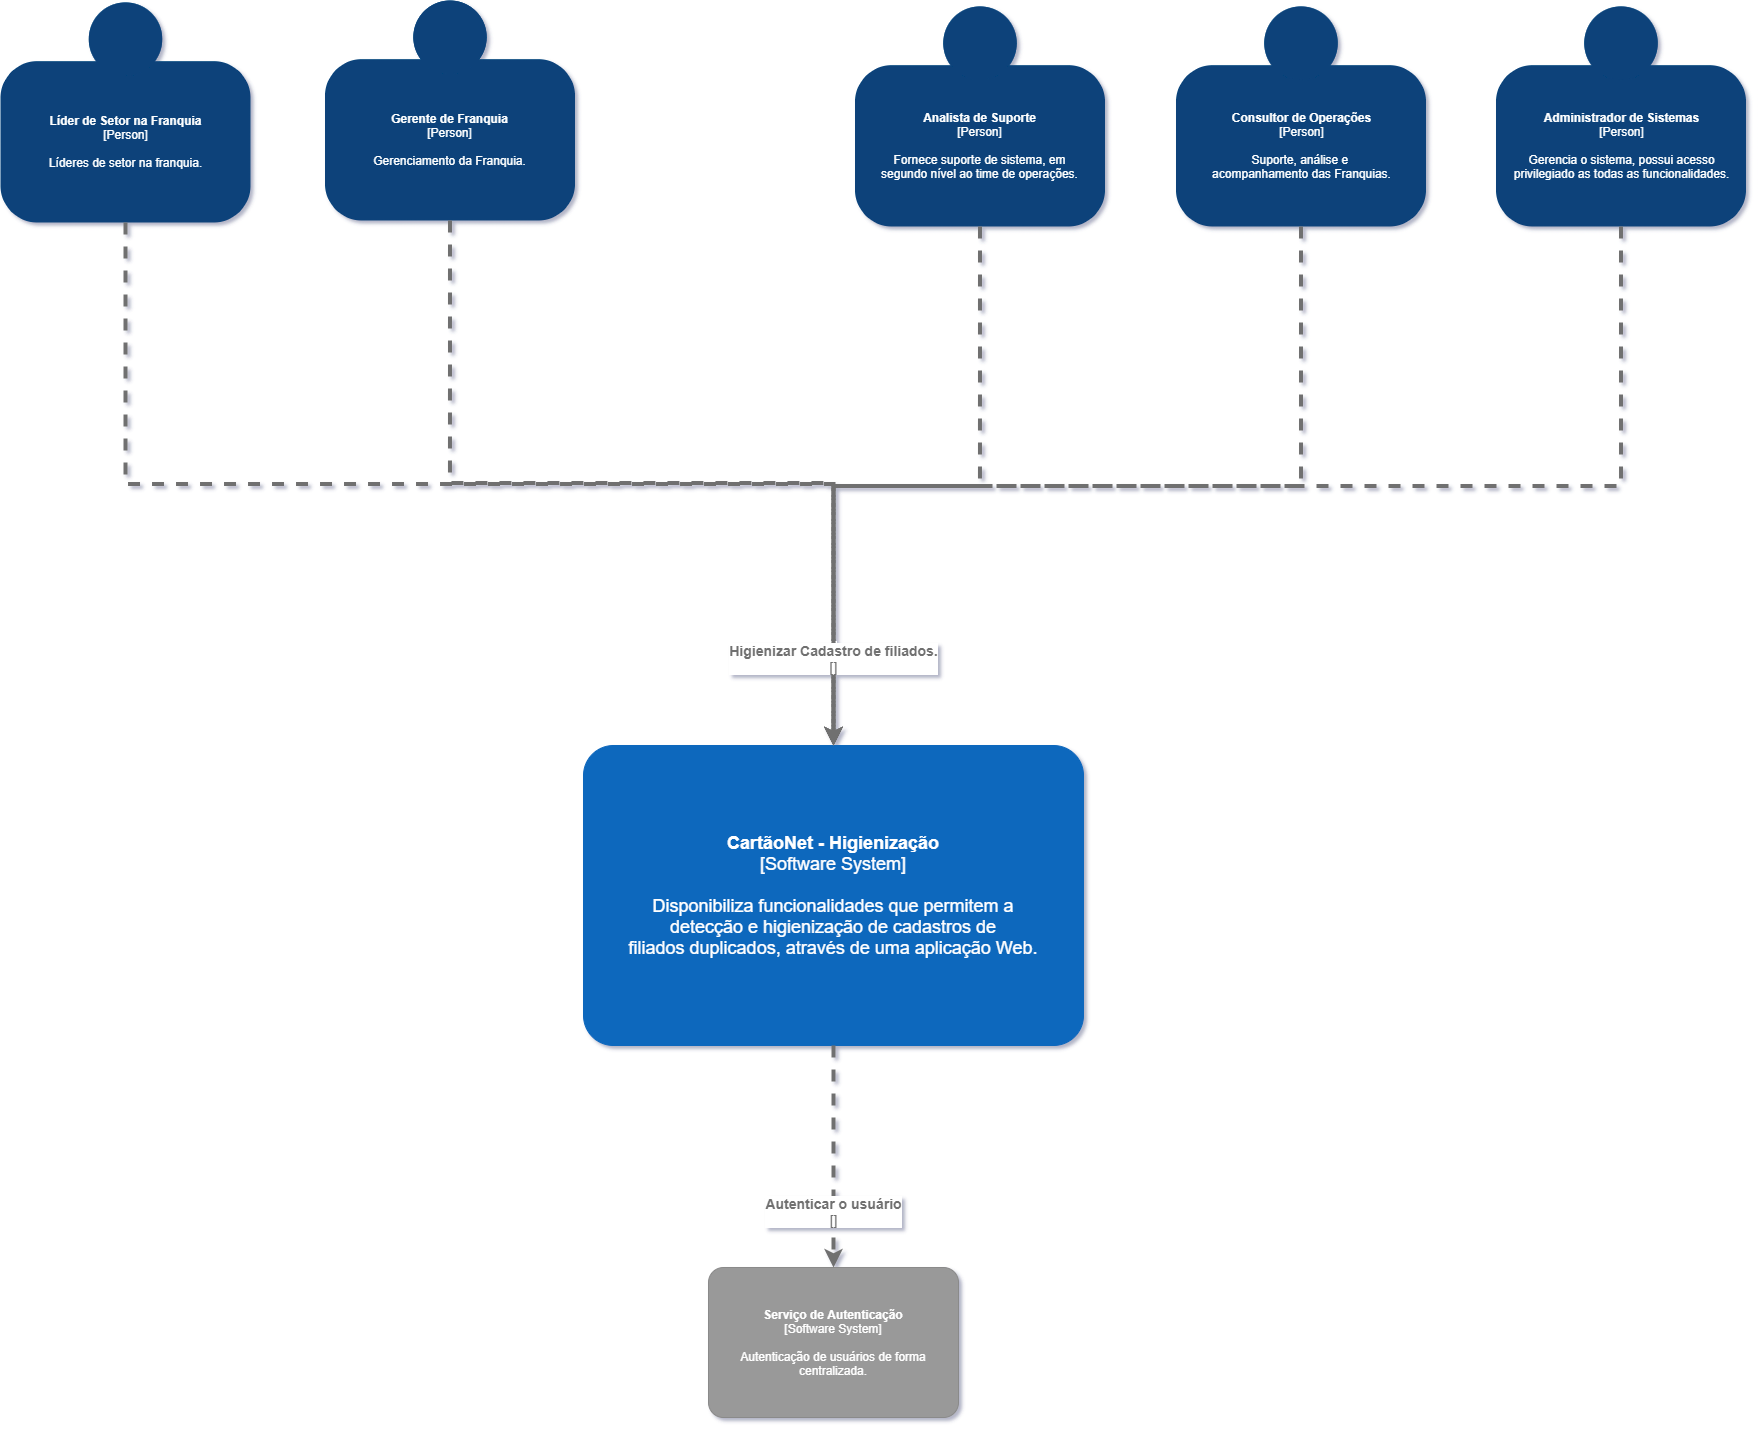 Líder de Setor na Franquia
[Person]
Líderes de setor na franquia.
Gerente de Franquia
[Person]
Gerenciamento da Franquia.
Analista de Suporte
[Person]
Fornece suporte de sistema, em
segundo nível ao time de operações.
Consultor de Operações
[Person]
Suporte, análise e
acompanhamento das Franquias.
Administrador de Sistemas
[Person]
Gerencia o sistema, possui acesso
privilegiado as todas as funcionalidades.
Higienizar Cadastro de filiados.
[]
CartãoNet - Higienização
[Software System]
Disponibiliza funcionalidades que permitem a
detecção e higienização de cadastros de
filiados duplicados, através de uma aplicação Web.
Autenticar o usuário
[]
Serviço de Autenticação
[Software System]
Autenticação de usuários de forma
centralizada.